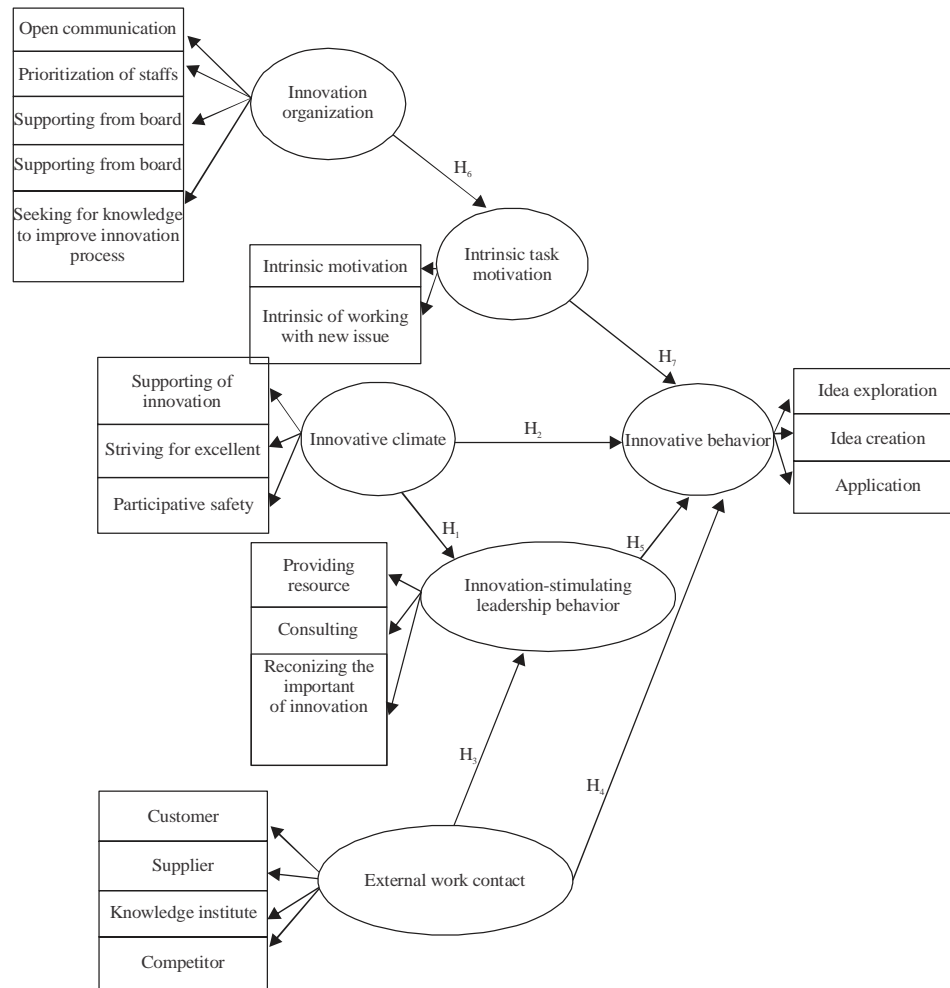 Open communication
Prioritization of staffs
Supporting from board
Supporting from board
Seeking for knowledge
to improve innovation
process
Innovation
organization
H6
Intrinsic task
motivation
Intrinsic motivation
Intrinsic of working
with new issue
H7
Supporting of
innovation
Striving for excellent
Participative safety
Innovative climate
H2
Innovative behavior
Idea exploration
Idea creation
Application
H1
H5
Providing
resource
Consulting
Reconizing the
important
of innovation
Innovation-stimulating
leadership behavior
H3
H4
Customer
Supplier
Knowledge institute
Competitor
External work contact